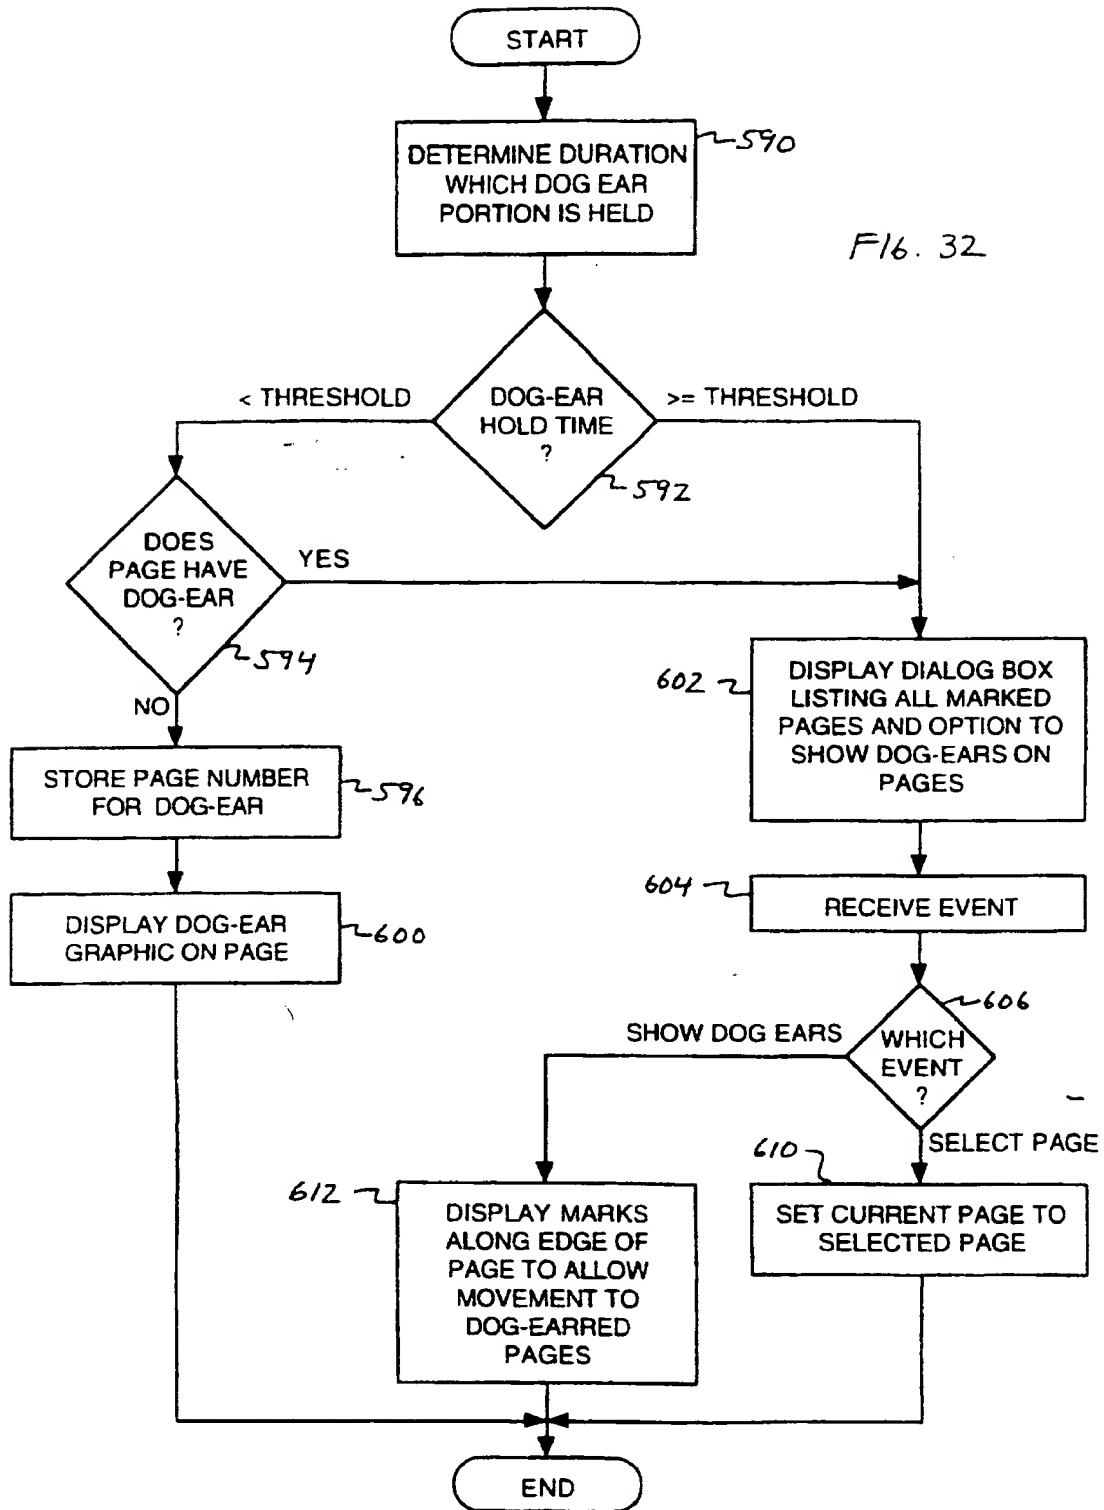 START
DETERMINE DURATION
WHICH DOG EAR
PORTION IS HELD
590
FIG. 32
< THRESHOLD
DOG-EAR
HOLD TIME
?
>= THRESHOLD
592
DOES
PAGE HAVE
DOG-EAR
?
YES
594
NO
STORE PAGE NUMBER
FOR DOG-EAR
596
DISPLAY DOG-EAR
GRAPHIC ON PAGE
600
602
DISPLAY DIALOG BOX
LISTING ALL MARKED
PAGES AND OPTION TO
SHOW DOG-EARS ON
PAGES
604
RECEIVE EVENT
606
SHOW DOG EARS
WHICH
EVENT
?
SELECT PAGE
610
SET CURRENT PAGE TO
SELECTED PAGE
612
DISPLAY MARKS
ALONG EDGE OF
PAGE TO ALLOW
MOVEMENT TO
DOG-EARRED
PAGES
END